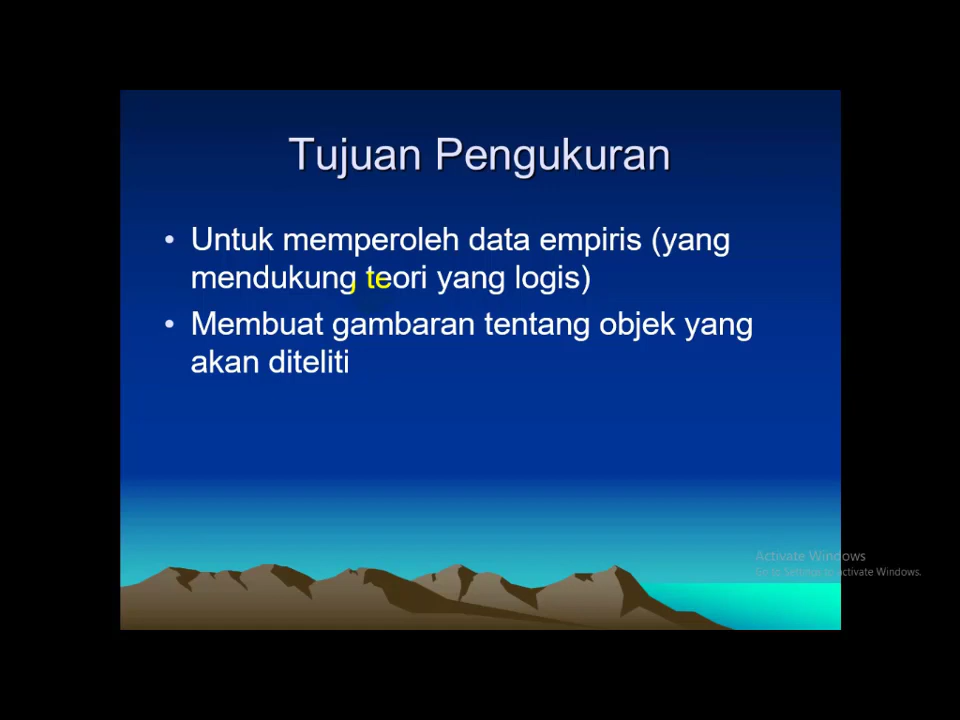 Tujuan Pengukuran
• Untuk memperoleh data empiris (yang
mendukung teori yang logis)
• Membuat gambaran tentang objek yang
akan diteliti
Activate Windows
Go to Settings to activate Windows.